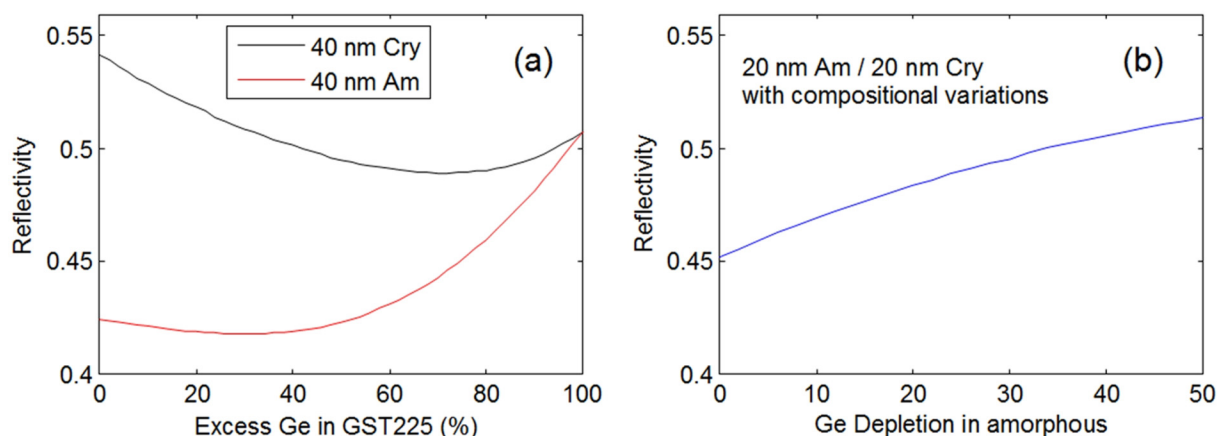 0.55
0.5
0.45
0.4
Reflectivity
40 nm Cry
40 nm Am
(a)
0 20 40 60 80 100
Excess Ge in GST225 (%)
0.55
0.5
0.45
0.4
Reflectivity
20 nm Am / 20 nm Cry
with compositional variations
(b)
0 10 20 30 40 50
Ge Depletion in amorphous